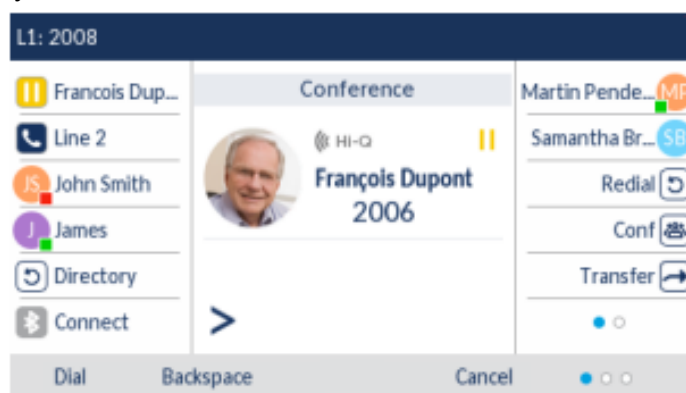 L1: 2008
Francois Dup...
Line 2
JS John Smith
J James
Directory
Connect
Conference
HI-Q
François Dupont
2006
>
Martin Pende... MP
Samantha Br... SB
Redial
Conf
Transfer
Dial Backspace Cancel